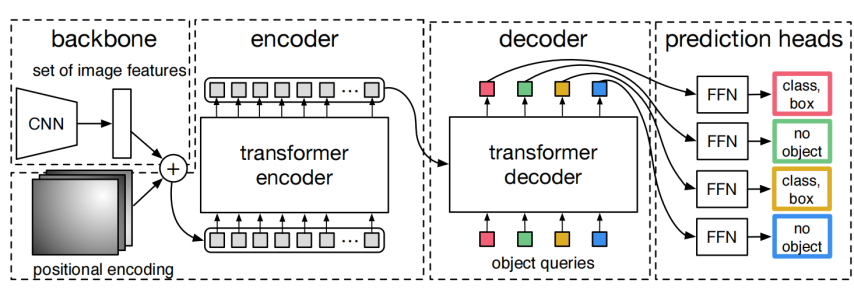 backbone
set of image features
CNN
+
positional encoding
encoder
...
transformer
encoder
...
decoder
transformer
decoder
object queries
prediction heads
FFN
class,
box
FFN
no
object
FFN
class,
box
FFN
no
object